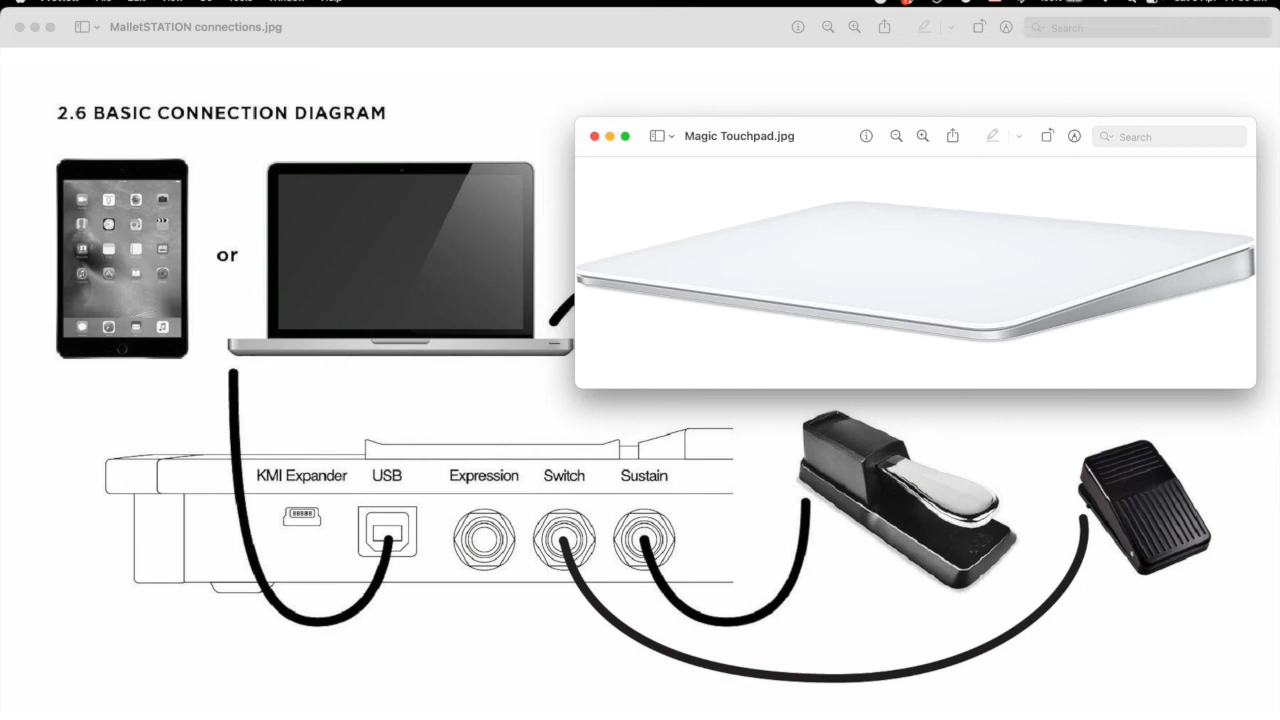 MalletSTATION connections.jpg
Search
2.6 BASIC CONNECTION DIAGRAM
Magic Touchpad.jpg
Search
or
KMI Expander
USB
Expression
Switch
Sustain